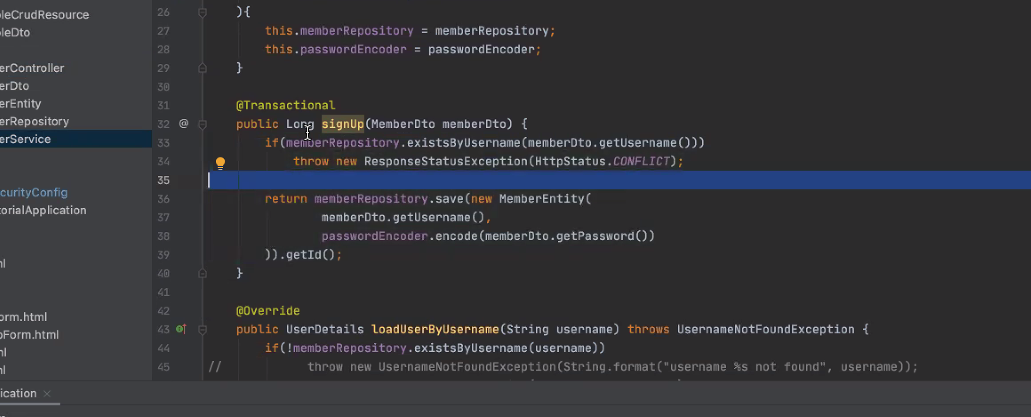 leCrudResource
leDto
erController
erDto
erEntity
erRepository
erService
curityConfig
torialApplication
ml
orm.html
pForm.html
ml
ml
ication ×
26 ){
27 this.memberRepository = memberRepository;
28 this.passwordEncoder = passwordEncoder;
29 }
30
31 @Transactional
32 @ public Long signUp(MemberDto memberDto) {
33 if(memberRepository.existsByUsername(memberDto.getUsername()))
34 throw new ResponseStatusException(HttpStatus.CONFLICT);
35
36 return memberRepository.save(new MemberEntity(
37 memberDto.getUsername(),
38 passwordEncoder.encode(memberDto.getPassword())
39 )).getId();
40 }
41
42 @Override
43 public UserDetails loadUserByUsername(String username) throws UsernameNotFoundException {
44 if(!memberRepository.existsByUsername(username))
45 // throw new UsernameNotFoundException(String.format("username %s not found", username));